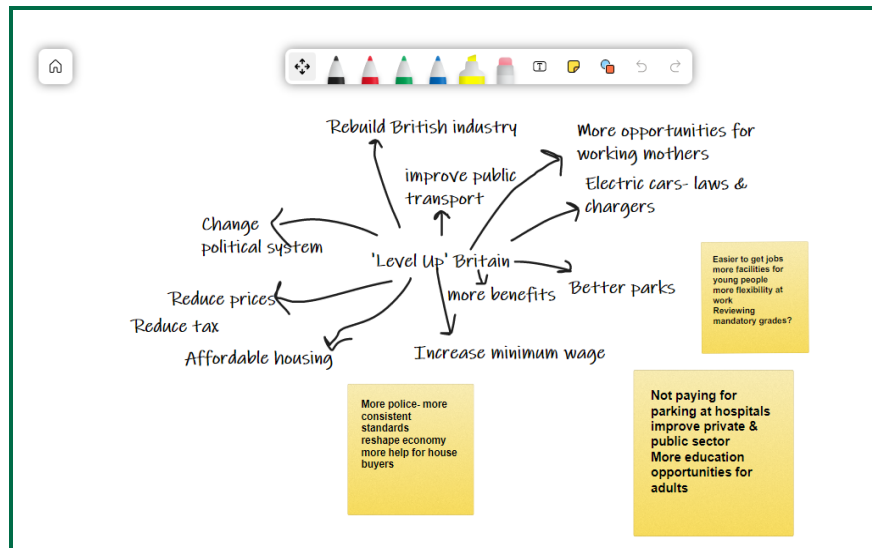 Rebuild British industry
More opportunities for
working mothers
improve public
transport
Electric cars- laws &
chargers
Change
political system
'Level Up' Britain
Better parks
more benefits
Reduce prices
Reduce tax
Affordable housing
Increase minimum wage
Easier to get jobs
more facilities for
young people
more flexibility at
work
Reviewing
mandatory grades?
More police- more
consistent
standards
reshape economy
more help for house
buyers
Not paying for
parking at hospitals
improve private &
public sector
More education
opportunities for
adults